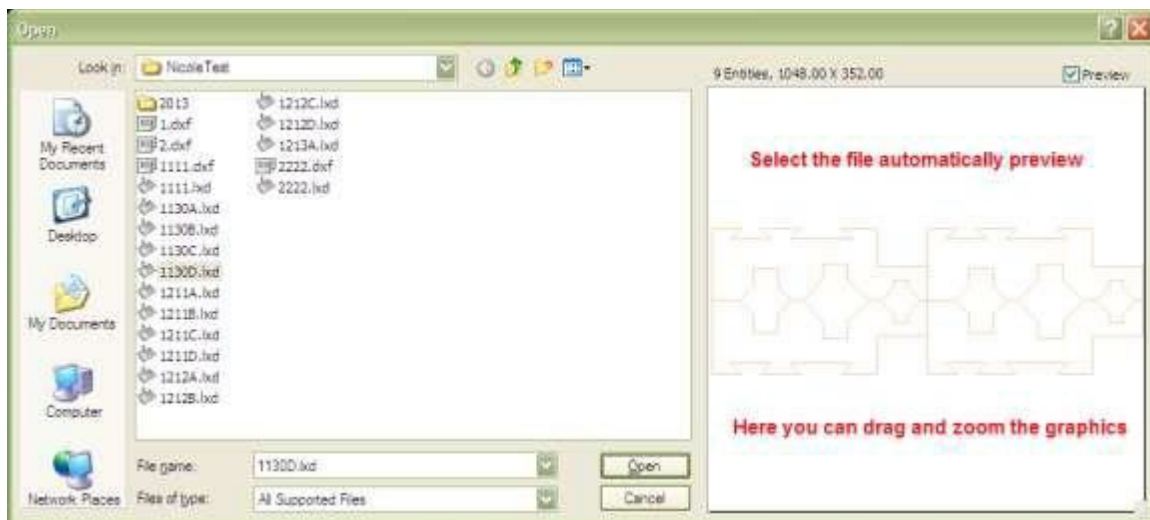 Open
Look in: NicoleTest
9 Entities, 1048.00 X 352.00
Preview
My Recent
Documents
Desktop
My Documents
Computer
Network Places
2013
1.dxf
2.dxf
1111.dxf
1111.lxd
1130A.lxd
1130B.lxd
1130C.lxd
1130D.lxd
1211A.lxd
1211B.lxd
1211C.lxd
1211D.lxd
1212A.lxd
1212B.lxd
1212C.lxd
1212D.lxd
1213A.lxd
2222.dxf
2222.lxd
Select the file automatically preview
Here you can drag and zoom the graphics
File name: 1130D.lxd
Open
Files of type: All Supported Files
Cancel